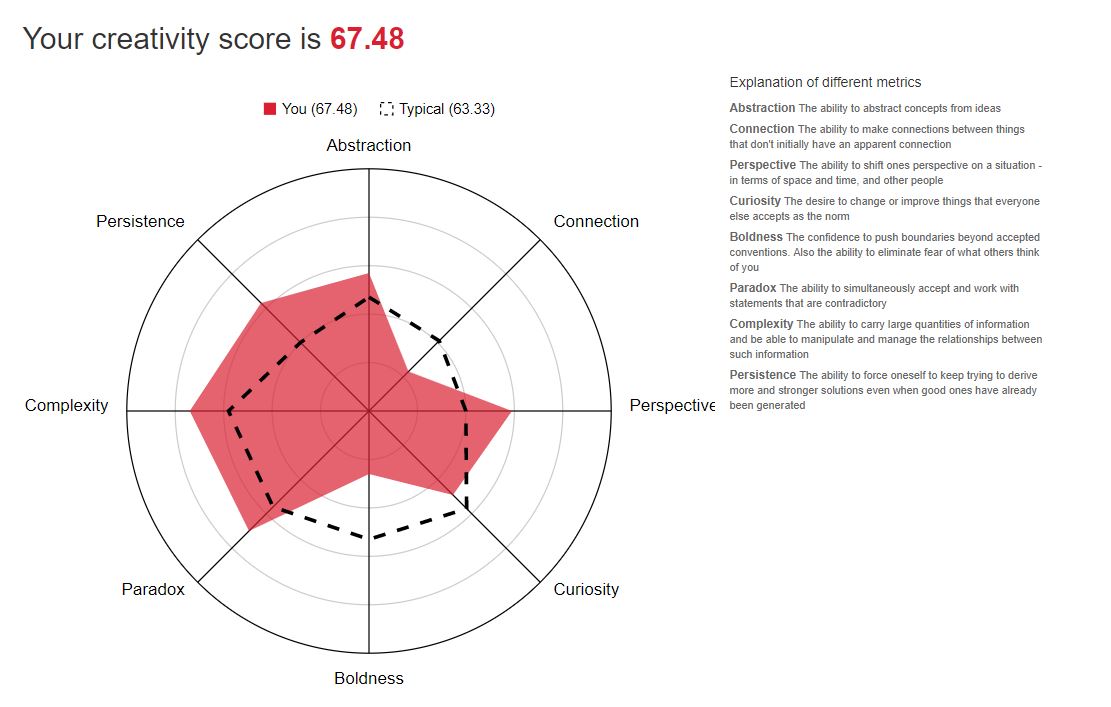 Your creativity score is 67.48
You (67.48)
Typical (63.33)
Abstraction
Persistence
Connection
Complexity
Perspective
Paradox
Curiosity
Boldness
Explanation of different metrics
Abstraction The ability to abstract concepts from ideas
Connection The ability to make connections between things
that don't initially have an apparent connection
Perspective The ability to shift ones perspective on a situation -
in terms of space and time, and other people
Curiosity The desire to change or improve things that everyone
else accepts as the norm
Boldness The confidence to push boundaries beyond accepted
conventions. Also the ability to eliminate fear of what others think
of you
Paradox The ability to simultaneously accept and work with
statements that are contradictory
Complexity The ability to carry large quantities of information
and be able to manipulate and manage the relationships between
such information
Persistence The ability to force oneself to keep trying to derive
more and stronger solutions even when good ones have already
been generated